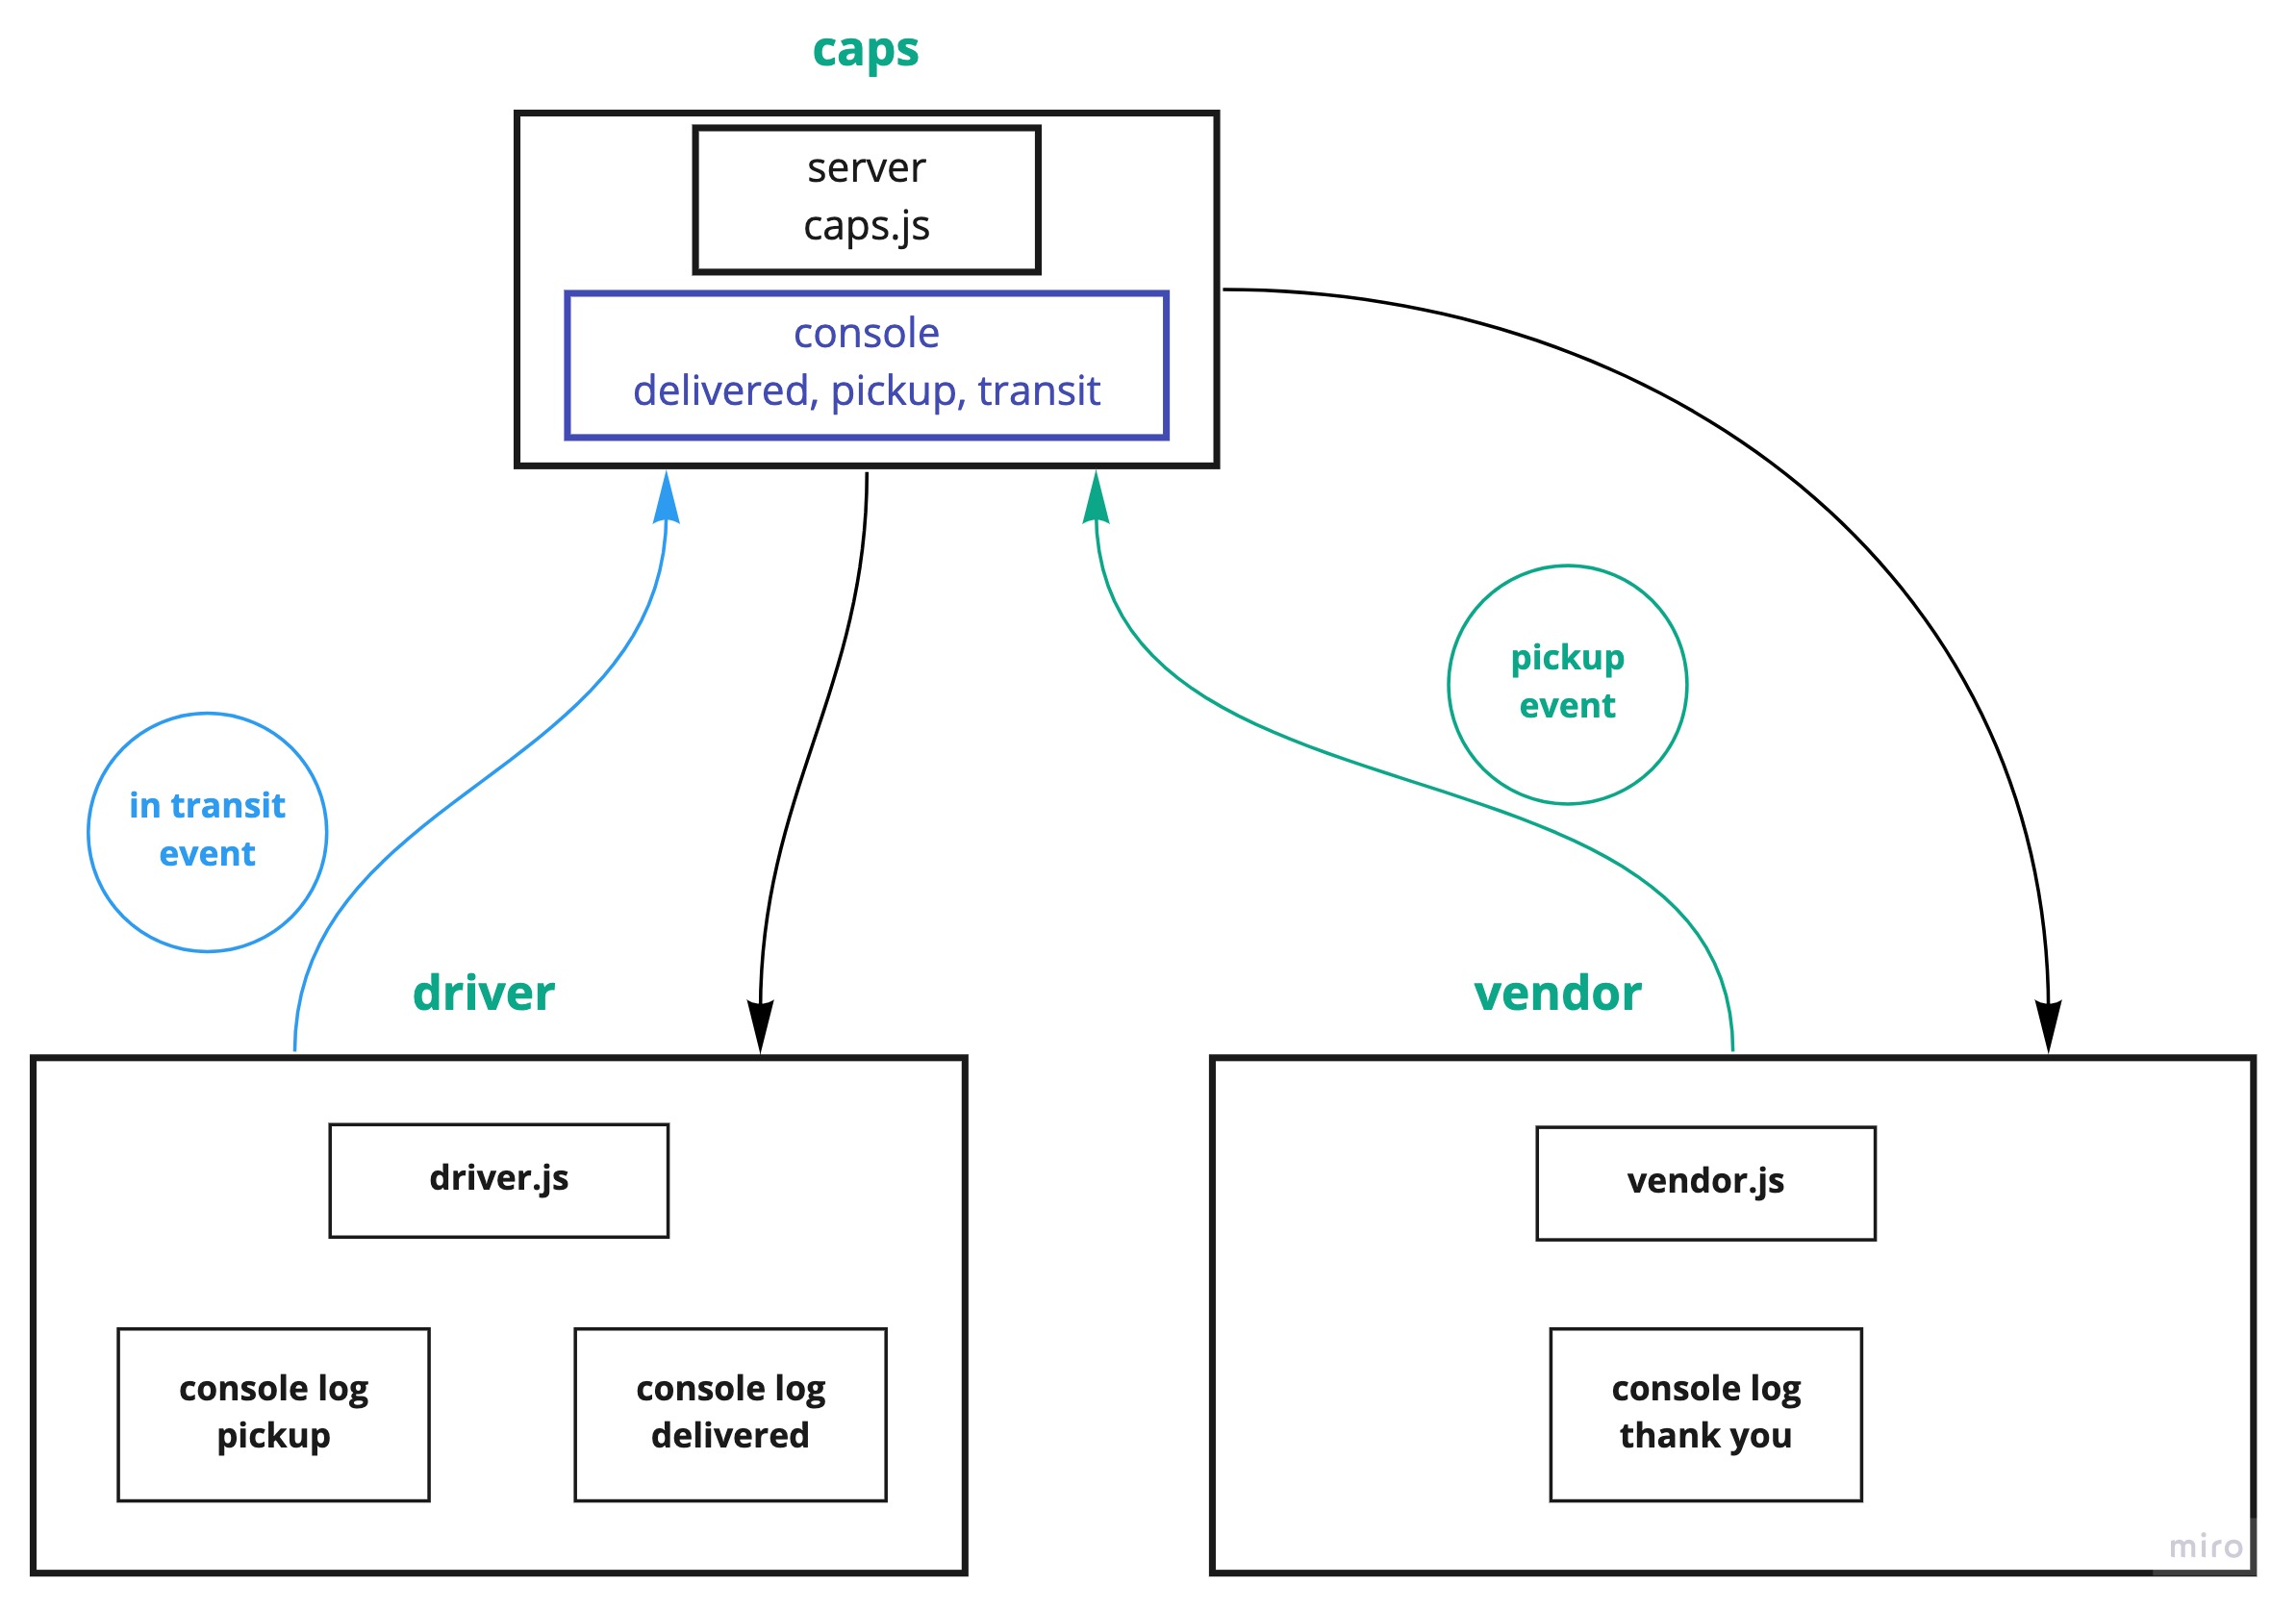 caps
server
caps.js
console
delivered, pickup, transit
pickup
event
in transit
event
driver
vendor
driver.js
vendor.js
console log
pickup
console log
delivered
console log
thank you
miro